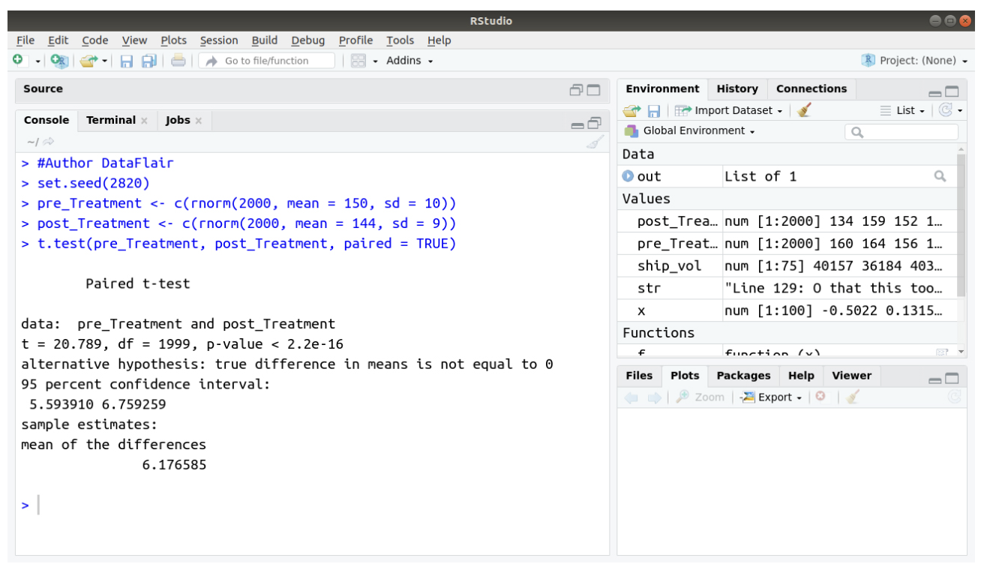 RStudio
File Edit Code View Plots Session Build Debug Profile Tools Help
Go to file/function Addins Project: (None)
Source
Console Terminal Jobs
~/
> #Author DataFlair
> set.seed(2820)
> pre_Treatment <- c(rnorm(2000, mean = 150, sd = 10))
> post_Treatment <- c(rnorm(2000, mean = 144, sd = 9))
> t.test(pre_Treatment, post_Treatment, paired = TRUE)
Paired t-test
data:  pre_Treatment and post_Treatment
t = 20.789, df = 1999, p-value < 2.2e-16
alternative hypothesis: true difference in means is not equal to 0
95 percent confidence interval:
5.593910 6.759259
sample estimates:
mean of the differences
6.176585
>
Environment History Connections
Import Dataset List
Global Environment
Data
out List of 1
Values
post_Trea… num [1:2000] 134 159 152 1…
pre_Treat… num [1:2000] 160 164 156 1…
ship_vol num [1:75] 40157 36184 403…
str "Line 129: O that this too…
x num [1:100] -0.5022 0.1315…
Functions
f function (x)
Files Plots Packages Help Viewer
Zoom Export